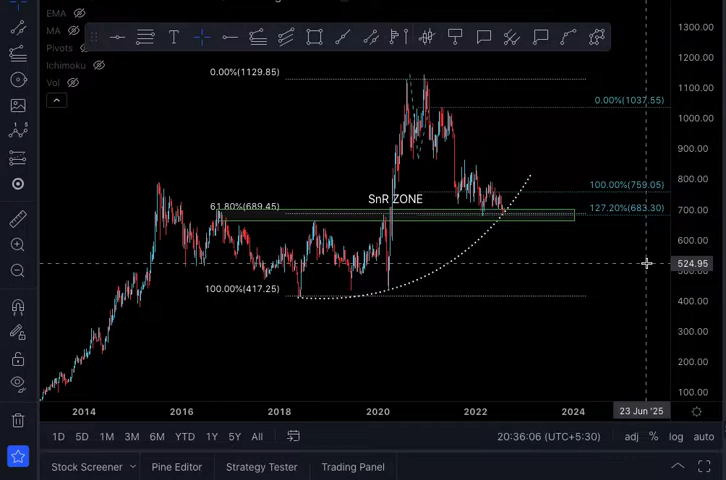 EMA
MA
Pivots
Ichimoku
Vol
T
1300.00
1200.00
1100.00
1000.00
900.00
800.00
700.00
600.00
500.00
400.00
300.00
200.00
100.00
0.00%(1129.85)
0.00%(1037.55)
100.00%(759.05)
127.20%(683.30)
SnR ZONE
61.80%(689.45)
524.95
100.00%(417.25)
2014
2016
2018
2020
2022
2024
23 Jun '25
1D 5D 1M 3M 6M YTD 1Y 5Y All
20:36:06 (UTC+5:30)
adj % log auto
Stock Screener
Pine Editor
Strategy Tester
Trading Panel